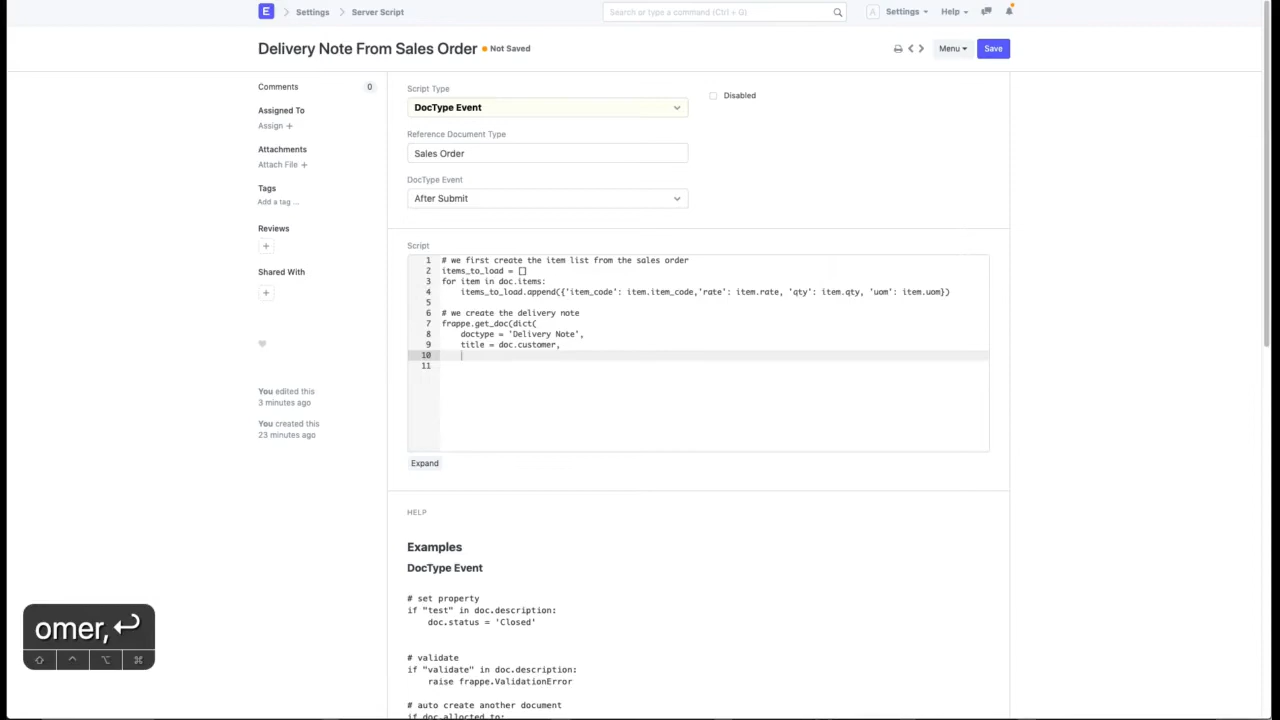 E Settings Server Script Search or type a command (Ctrl + G) A Settings Help
Delivery Note From Sales Order Not Saved Menu Save
Comments 0
Assigned To
Assign +
Attachments
Attach File +
Tags
Add a tag ...
Reviews
+
Shared With
+
You edited this
3 minutes ago
You created this
23 minutes ago
Script Type
DocType Event
Disabled
Reference Document Type
Sales Order
DocType Event
After Submit
Script
1 # we first create the item list from the sales order
2 items_to_load = []
3 for item in doc.items:
4 items_to_load.append({'item_code': item.item_code,'rate': item.rate, 'qty': item.qty, 'uom': item.uom})
5
6 # we create the delivery note
7 frappe.get_doc(dict(
8 doctype = 'Delivery Note',
9 title = doc.customer,
10
11
Expand
HELP
Examples
DocType Event
# set property
if "test" in doc.description:
doc.status = 'Closed'
# validate
if "validate" in doc.description:
raise frappe.ValidationError
# auto create another document
if doc.allocted_to:
omer,↩
⇧ ⌃ ⌥ ⌘